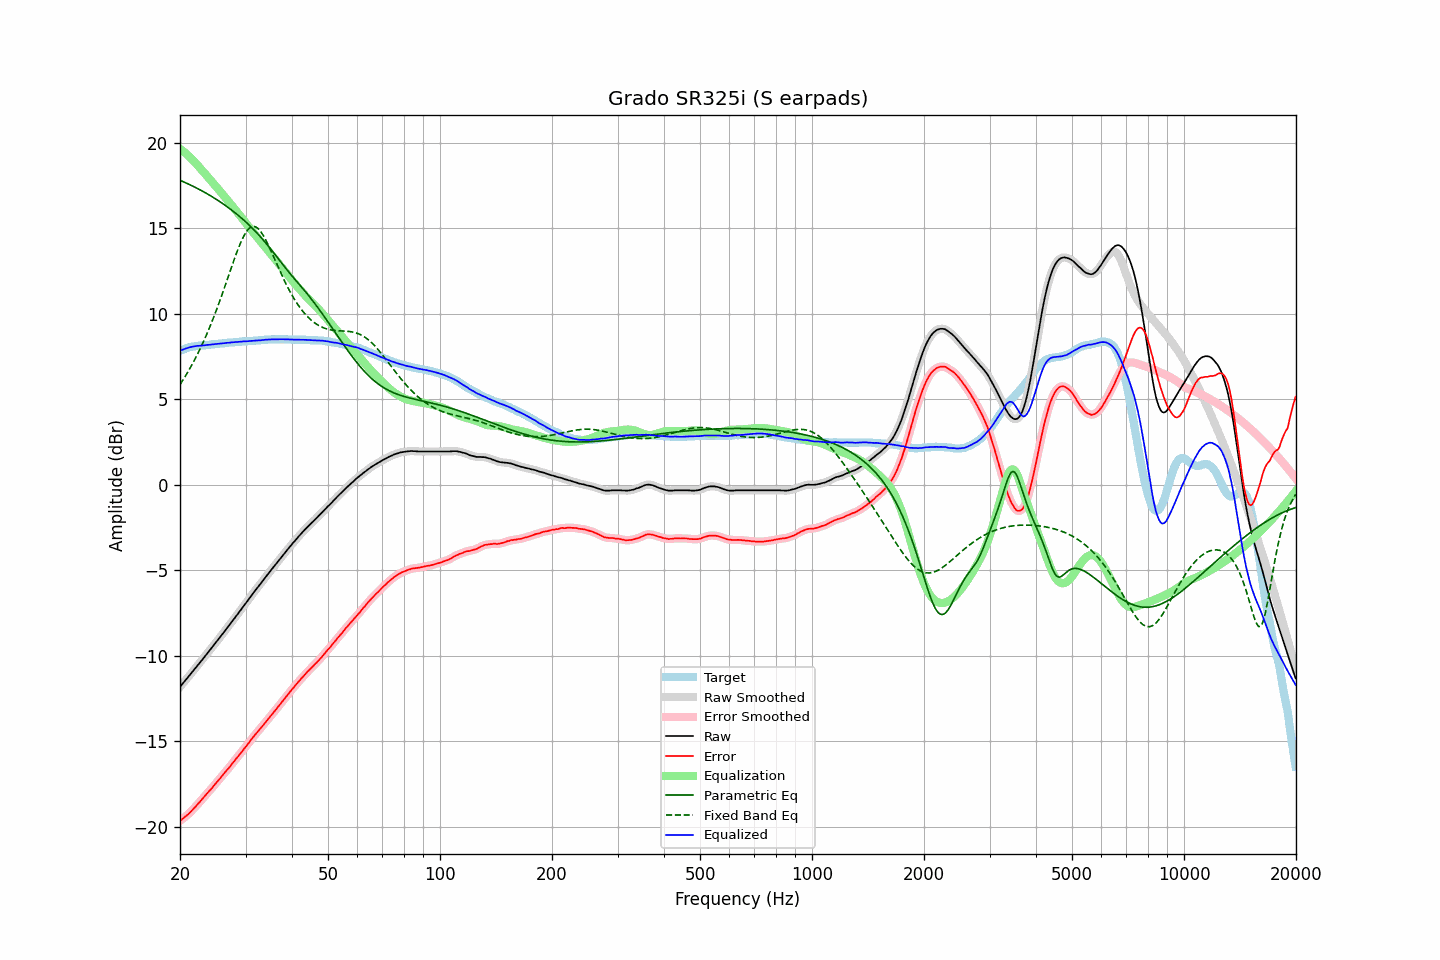 Grado SR325i (S earpads)
20
15
10
5
0
−5
−10
−15
−20
Amplitude (dBr)
Target
Raw Smoothed
Error Smoothed
Raw
Error
Equalization
Parametric Eq
Fixed Band Eq
Equalized
20 50 100 200 500 1000 2000 5000 10000 20000
Frequency (Hz)